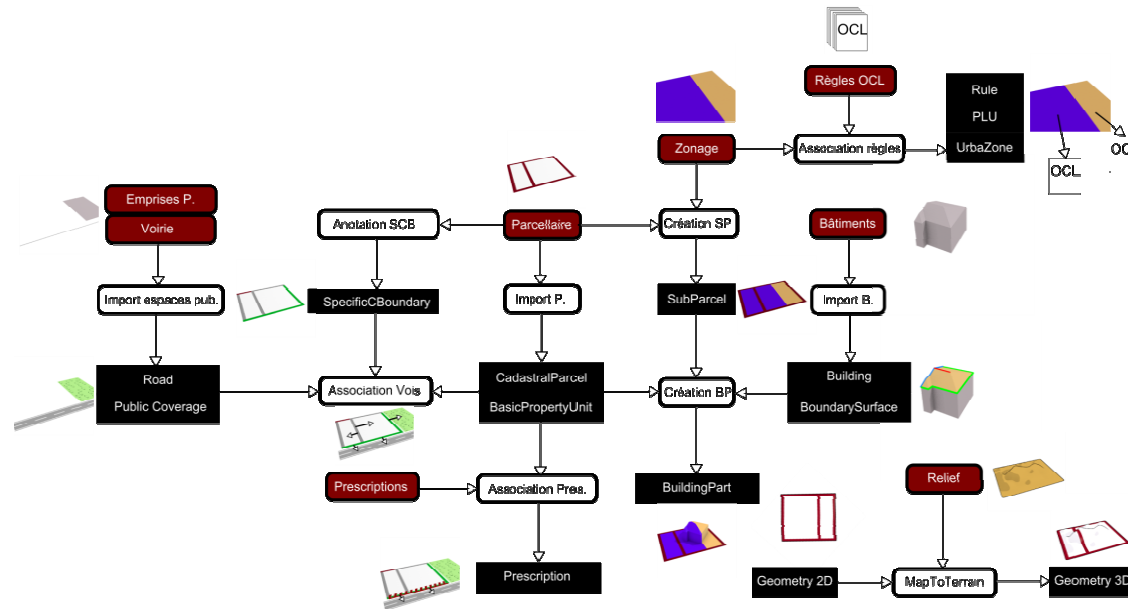 OCL
Règles OCL
Rule
PLU
UrbaZone
Zonage
Association règles
OCL
OC
Emprises P.
Voirie
Anotation SCB
Parcellaire
Création SP
Bâtiments
Import espaces pub.
SpecificCBoundary
Import P.
SubParcel
Import B.
Road
Public Coverage
Association Vois
CadastralParcel
BasicPropertyUnit
Création BP
Building
BoundarySurface
Prescriptions
Association Pres.
BuildingPart
Relief
Prescription
Geometry 2D
MapToTerrain
Geometry 3D